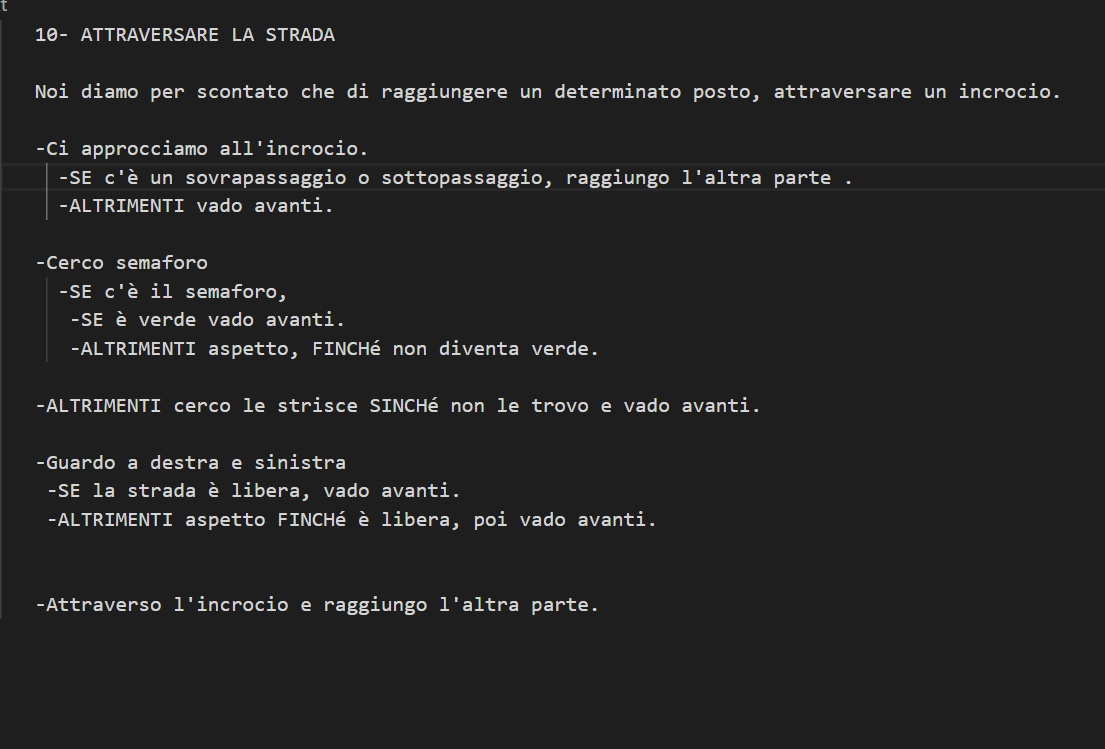 t
10- ATTRAVERSARE LA STRADA
Noi diamo per scontato che di raggiungere un determinato posto, attraversare un incrocio.
-Ci approcciamo all'incrocio.
-SE c'è un sovrapassaggio o sottopassaggio, raggiungo l'altra parte .
-ALTRIMENTI vado avanti.
-Cerco semaforo
-SE c'è il semaforo,
-SE è verde vado avanti.
-ALTRIMENTI aspetto, FINCHé non diventa verde.
-ALTRIMENTI cerco le strisce SINCHé non le trovo e vado avanti.
-Guardo a destra e sinistra
-SE la strada è libera, vado avanti.
-ALTRIMENTI aspetto FINCHé è libera, poi vado avanti.
-Attraverso l'incrocio e raggiungo l'altra parte.